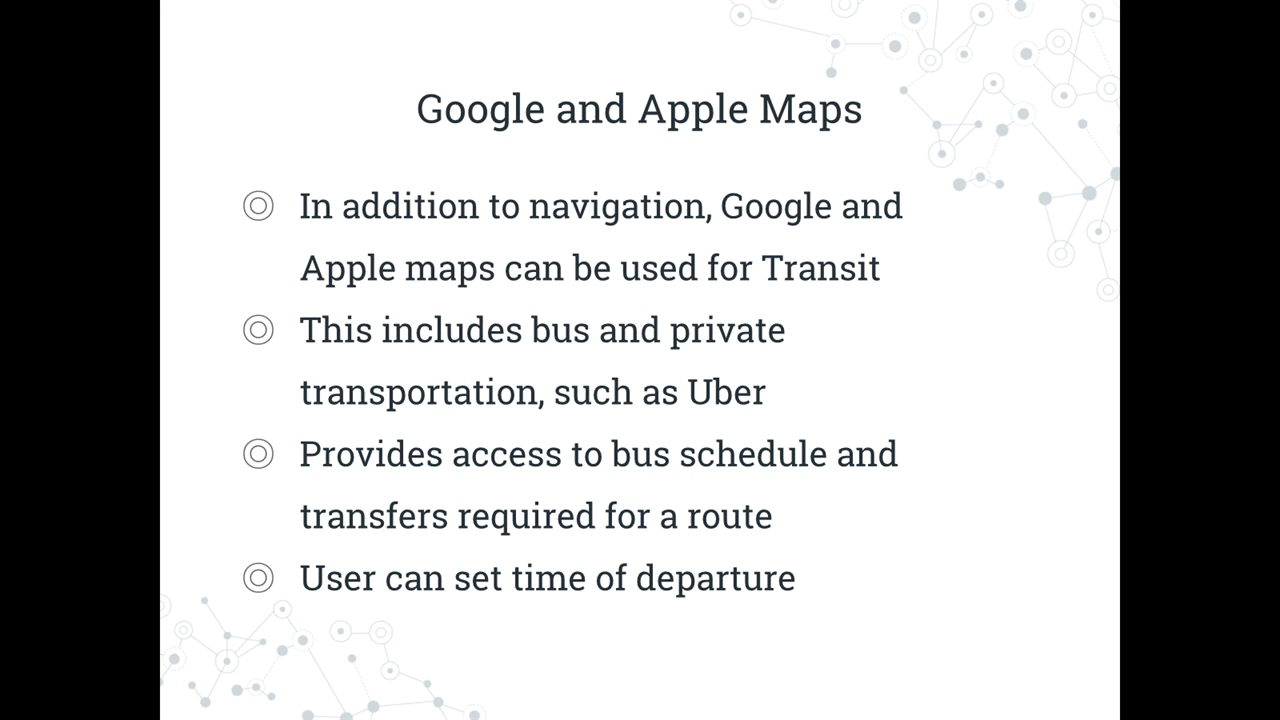 Google and Apple Maps
In addition to navigation, Google and
Apple maps can be used for Transit
This includes bus and private
transportation, such as Uber
Provides access to bus schedule and
transfers required for a route
User can set time of departure